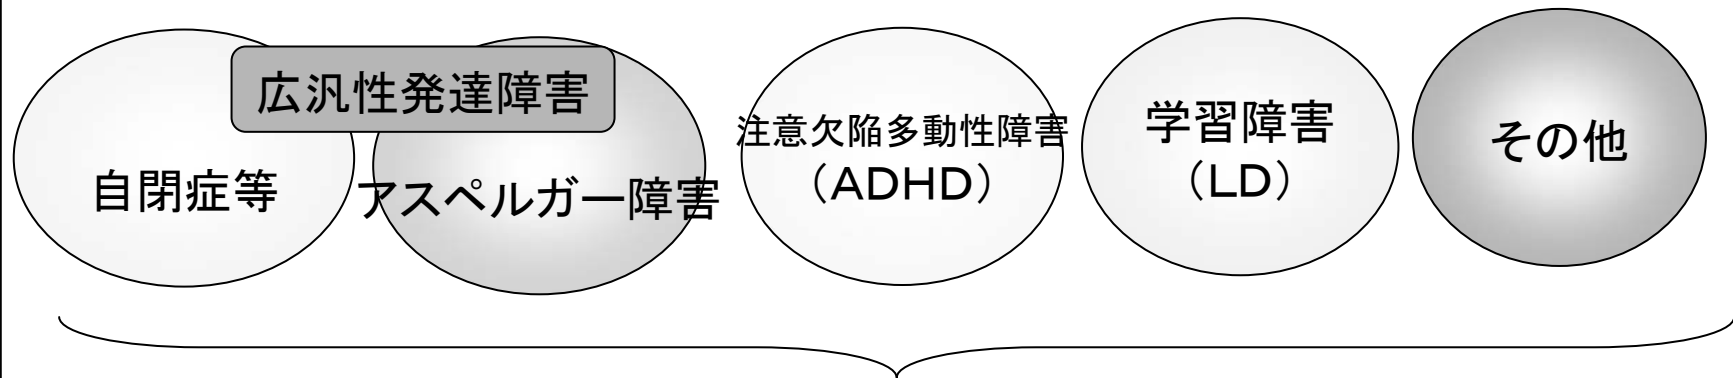 広汎性発達障害
自閉症等
アスペルガー障害
注意欠陥多動性障害
（ADHD）
学習障害
（LD）
その他